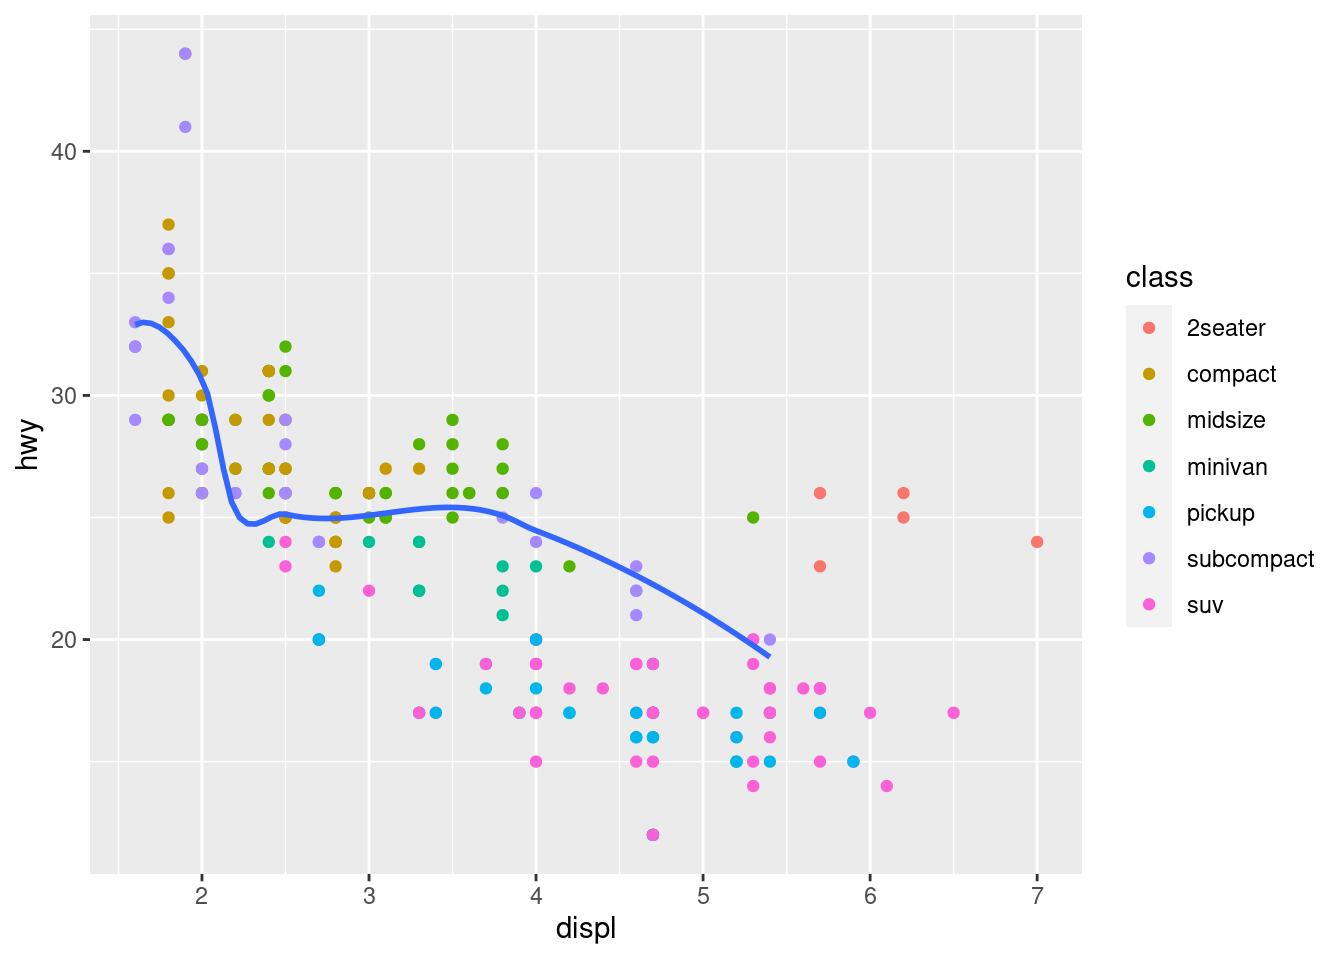 hwy
40
30
20
2 3 4 5 6 7
displ
class
2seater
compact
midsize
minivan
pickup
subcompact
suv